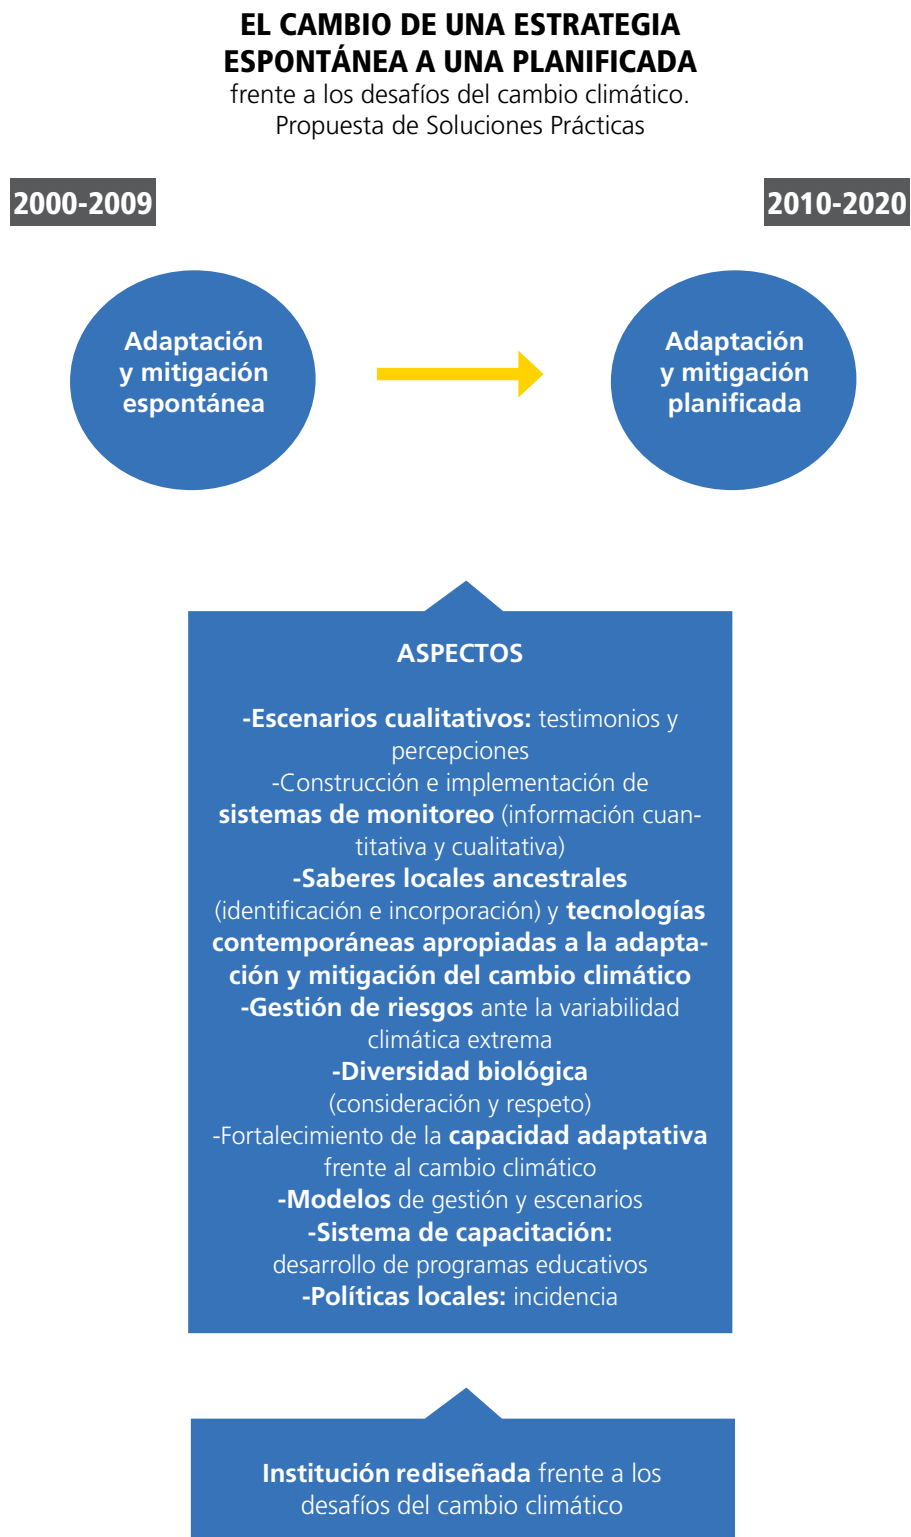 EL CAMBIO DE UNA ESTRATEGIA
ESPONTÁNEA A UNA PLANIFICADA
frente a los desafíos del cambio climático.
Propuesta de Soluciones Prácticas
2000-2009
2010-2020
Adaptación
y mitigación
espontánea
Adaptación
y mitigación
planificada
ASPECTOS
-Escenarios cualitativos: testimonios y
percepciones
-Construcción e implementación de
sistemas de monitoreo (información cuan-
titativa y cualitativa)
-Saberes locales ancestrales
(identificación e incorporación) y tecnologías
contemporáneas apropiadas a la adapta-
ción y mitigación del cambio climático
-Gestión de riesgos ante la variabilidad
climática extrema
-Diversidad biológica
(consideración y respeto)
-Fortalecimiento de la capacidad adaptativa
frente al cambio climático
-Modelos de gestión y escenarios
-Sistema de capacitación:
desarrollo de programas educativos
-Políticas locales: incidencia
Institución rediseñada frente a los
desafíos del cambio climático